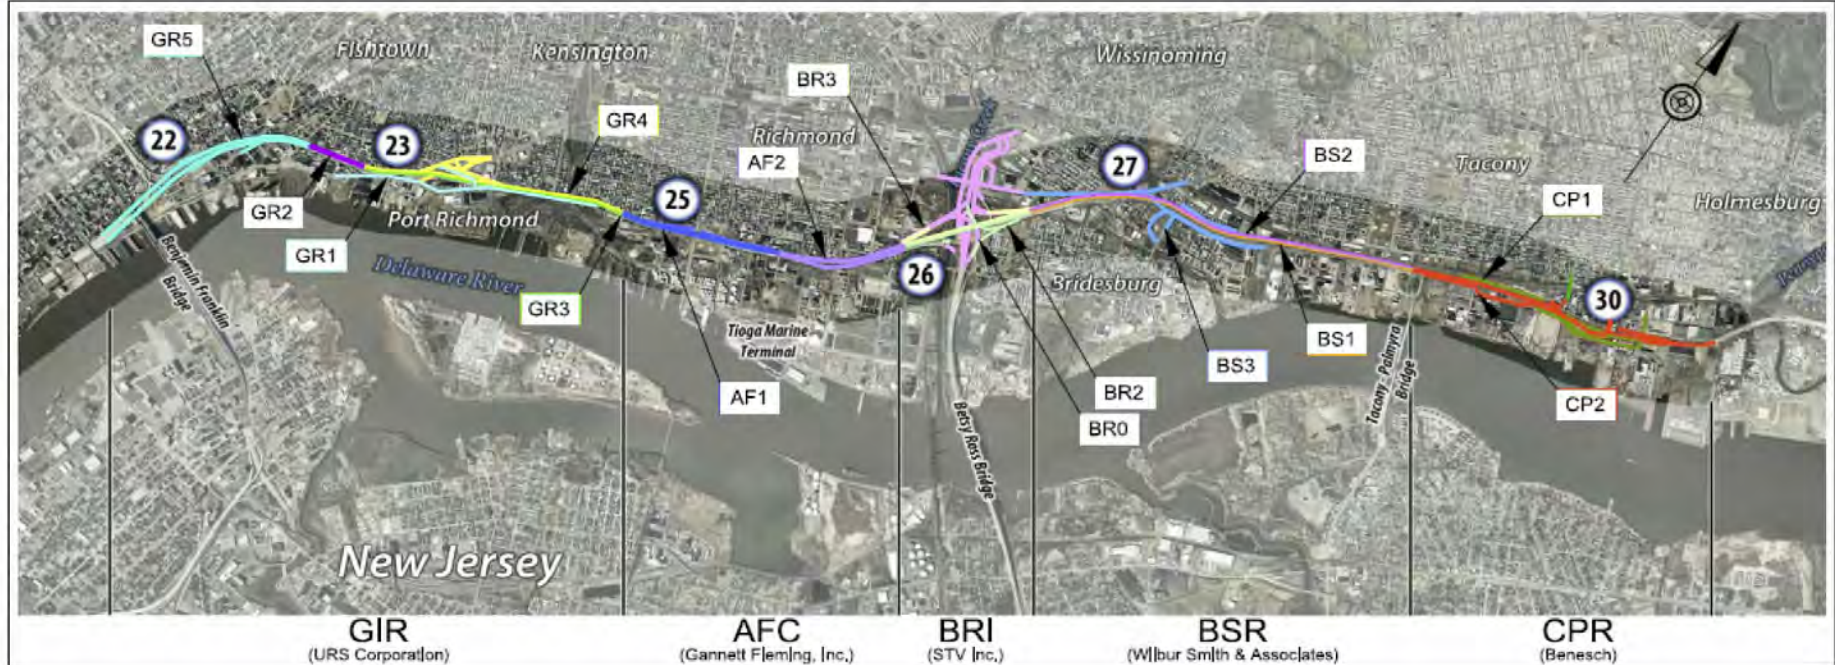 GR5
Fishtown
Kensington
Wissinoming
BR3
22
23
GR4
Richmond
AF2
27
BS2
Tacony
CP1
Holmesburg
GR2
Port Richmond
25
GR1
Delaware River
GR3
26
Bridesburg
30
Benjamin Franklin
Bridge
Tioga Marine
Terminal
AF1
BS3
BS1
BR2
BR0
Tacony - Palmyra
Bridge
CP2
Betsy Ross Bridge
New Jersey
GIR
(URS Corporation)
AFC
(Gannett Fleming, Inc.)
BRI
(STV Inc.)
BSR
(Wilbur Smith & Associates)
CPR
(Benesch)